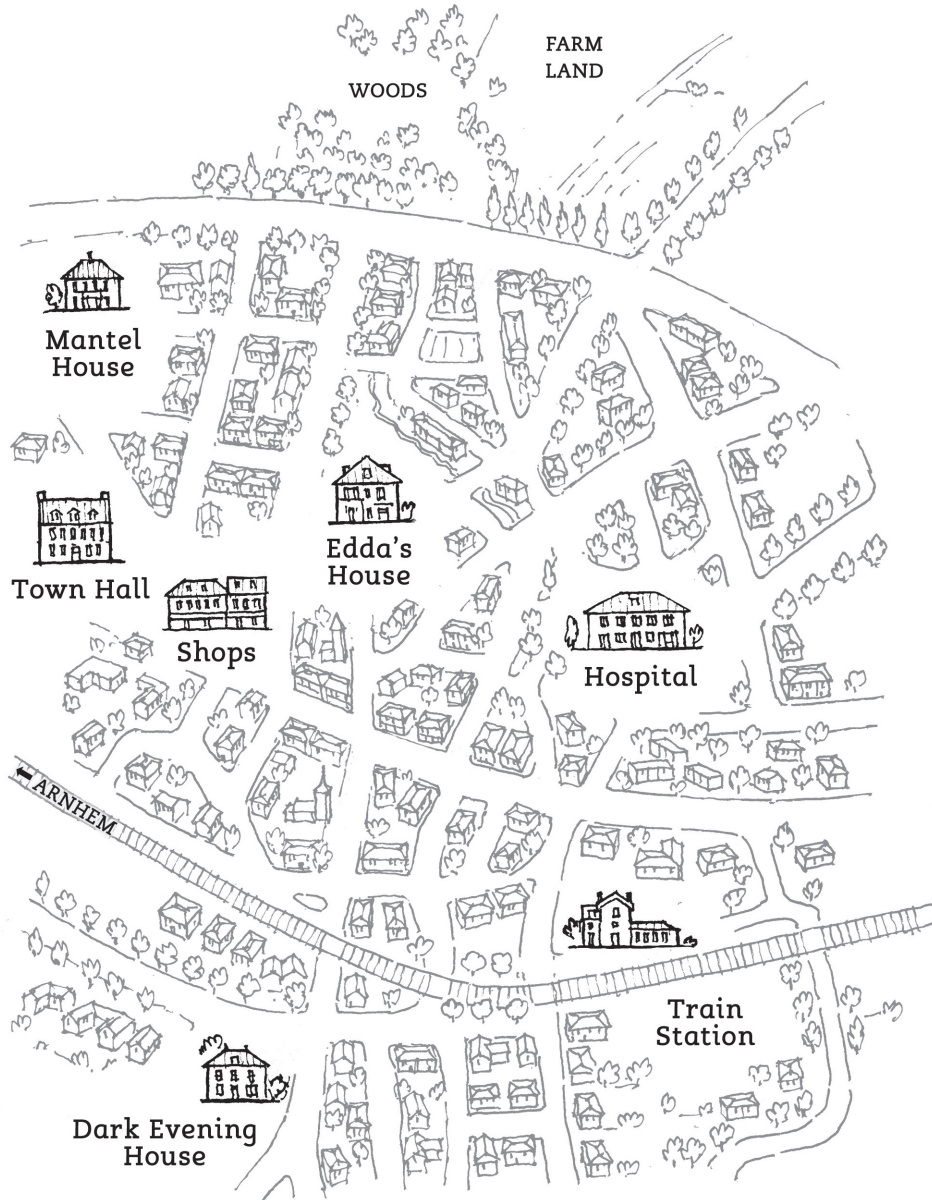 FARM
LAND
WOODS
Mantel
House
Edda's
House
Town Hall
Shops
Hospital
ARNHEM
Train
Station
Dark Evening
House